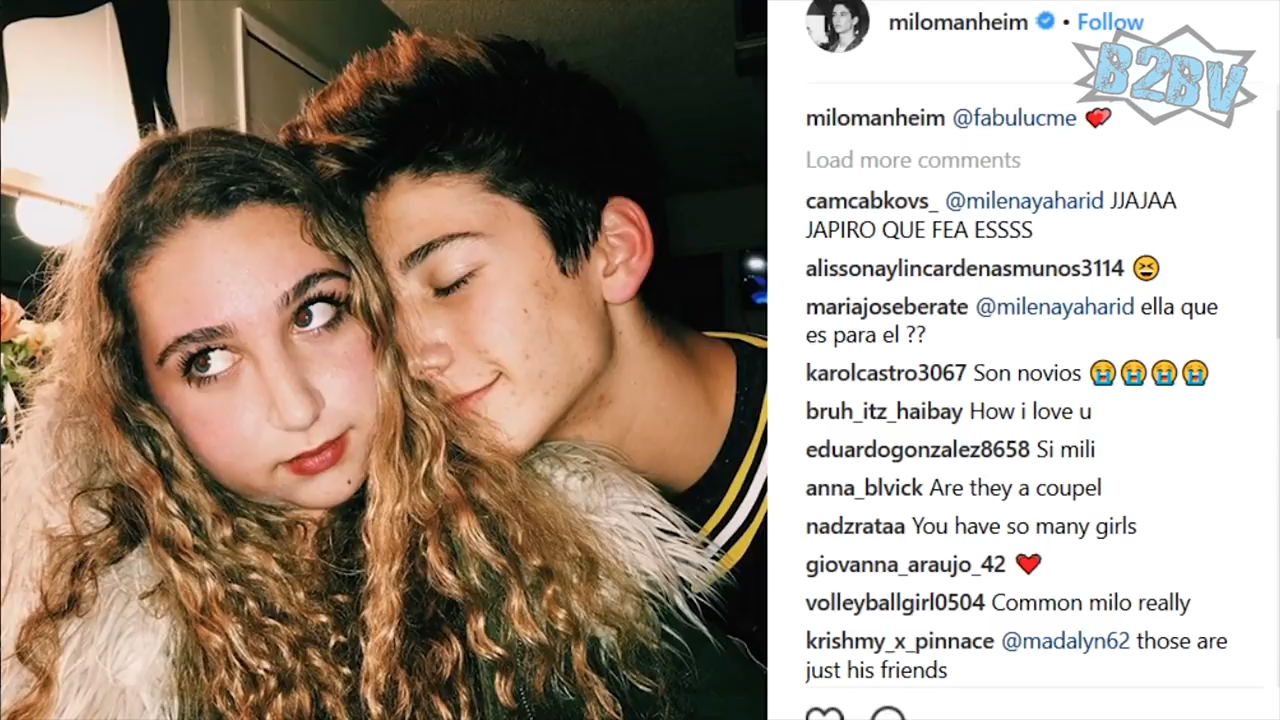 milomanheim • Follow
B2BV
milomanheim @fabulucme 💕
Load more comments
camcabkovs_ @milenayaharid JJAJAA
JAPIRO QUE FEA ESSSS
alissonaylincardenasmunos3114 😆
mariajoseberate @milenayaharid ella que
es para el ??
karolcastro3067 Son novios 😭😭😭😭
bruh_itz_haibay How i love u
eduardogonzalez8658 Si mili
anna_blvick Are they a coupel
nadzrataa You have so many girls
giovanna_araujo_42 ❤️
volleyballgirl0504 Common milo really
krishmy_x_pinnace @madalyn62 those are
just his friends